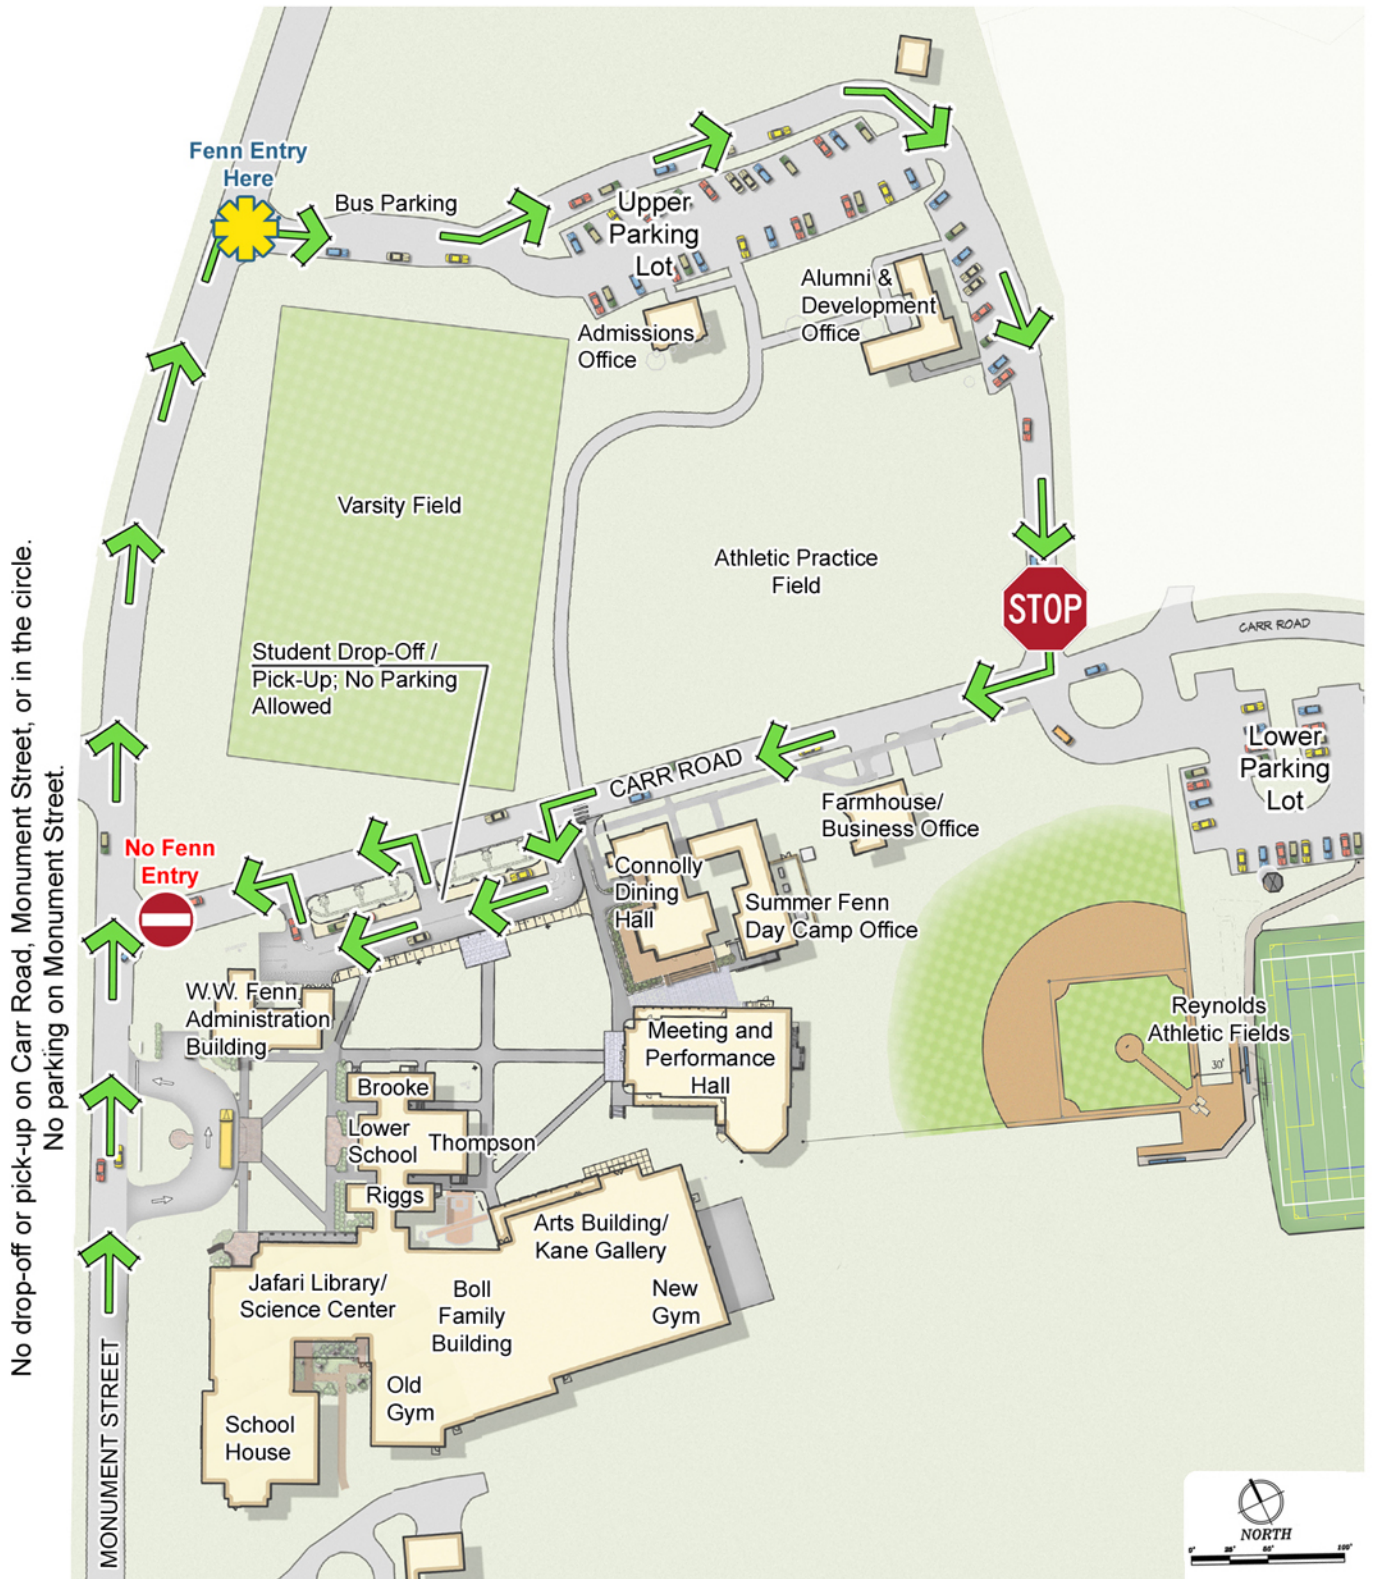 Fenn Entry
Here
Bus Parking
Upper
Parking
Lot
Alumni &
Development
Office
Admissions
Office
Varsity Field
Athletic Practice
Field
STOP
CARR ROAD
Student Drop-Off /
Pick-Up; No Parking
Allowed
No drop-off or pick-up on Carr Road, Monument Street, or in the circle.
No parking on Monument Street.
CARR ROAD
Lower
Parking
Lot
Farmhouse/
Business Office
No Fenn
Entry
Connolly
Dining
Hall
Summer Fenn
Day Camp Office
W.W. Fenn
Administration
Building
Meeting and
Performance
Hall
Reynolds
Athletic Fields
30'
Brooke
Lower
School
Thompson
Riggs
Arts Building/
Kane Gallery
Jafari Library/
Science Center
Boll
Family
Building
New
Gym
Old
Gym
School
House
MONUMENT STREET
NORTH
0' 25' 50' 100'